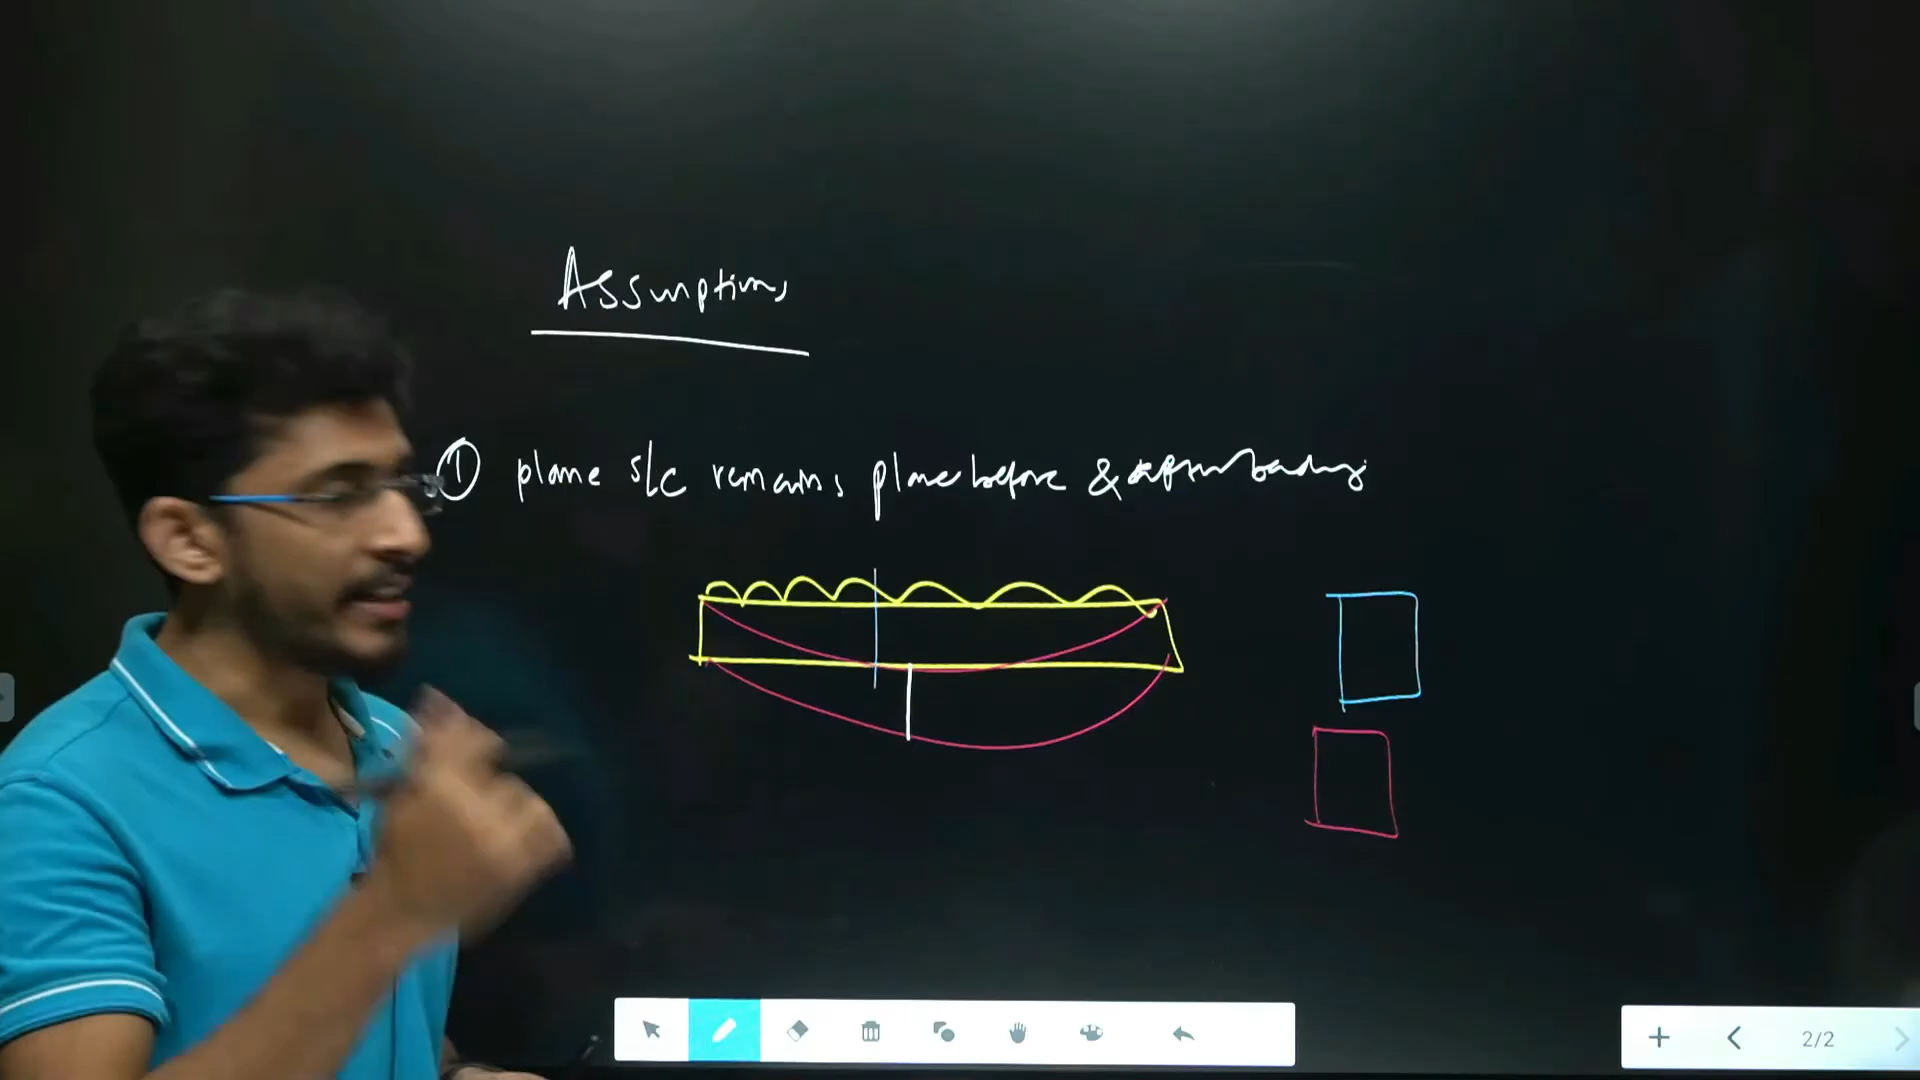 Assumptions
① plane s/c remains plane before & after bending
2/2